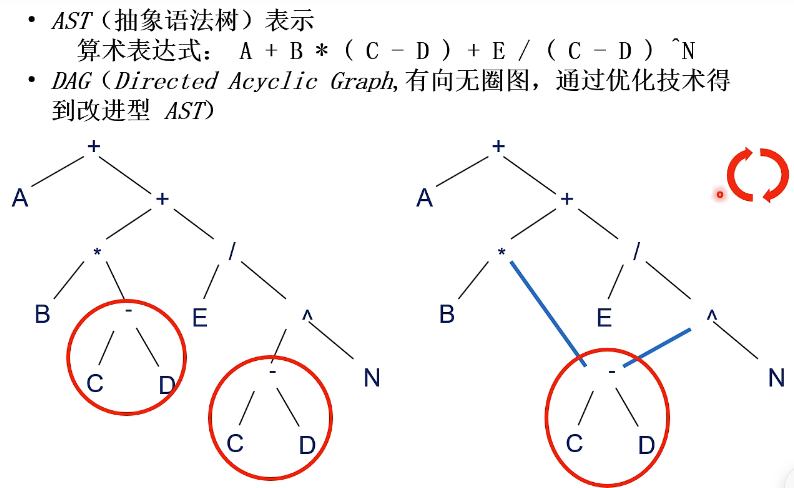 • AST（抽象语法树）表示
算术表达式： A + B * ( C - D ) + E / ( C - D ) ^N
• DAG（Directed Acyclic Graph,有向无圈图，通过优化技术得
到改进型 AST）
+ +
A + A +
* / * /
B - E ^ B E ^
C D - N - N
C D C D